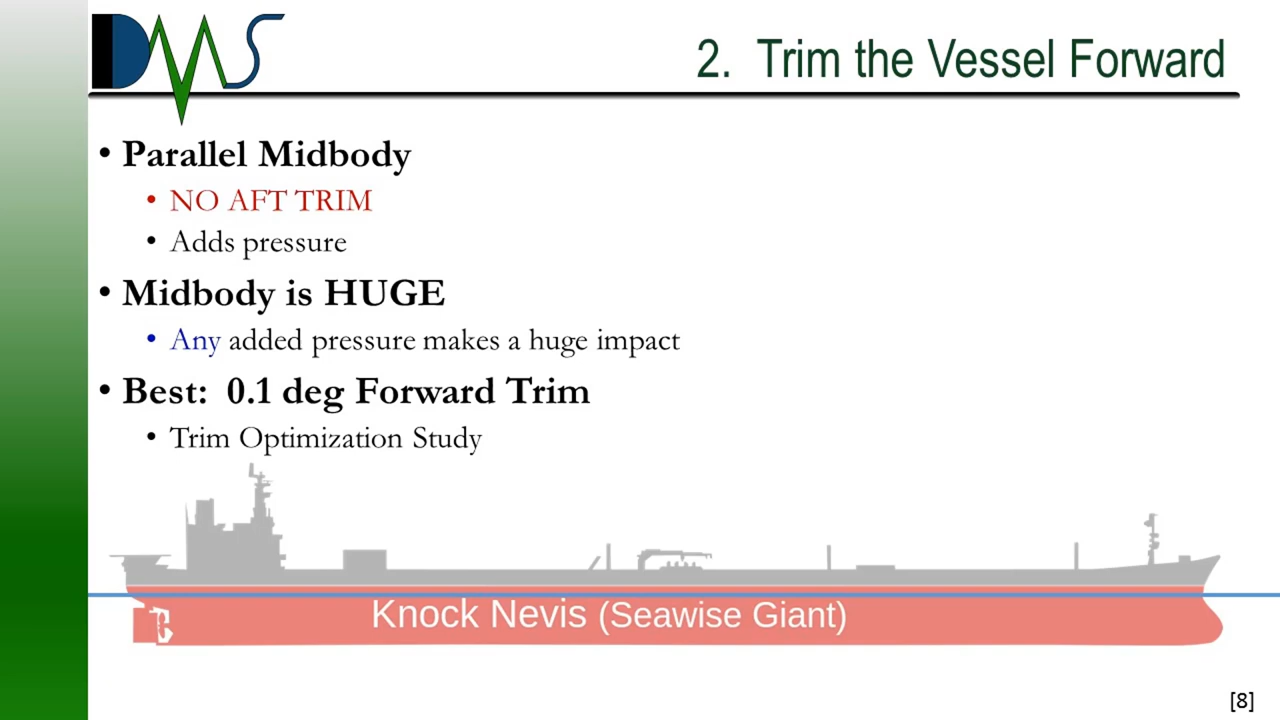 DMS
2. Trim the Vessel Forward
• Parallel Midbody
• NO AFT TRIM
• Adds pressure
• Midbody is HUGE
• Any added pressure makes a huge impact
• Best: 0.1 deg Forward Trim
• Trim Optimization Study
Knock Nevis (Seawise Giant)
[8]